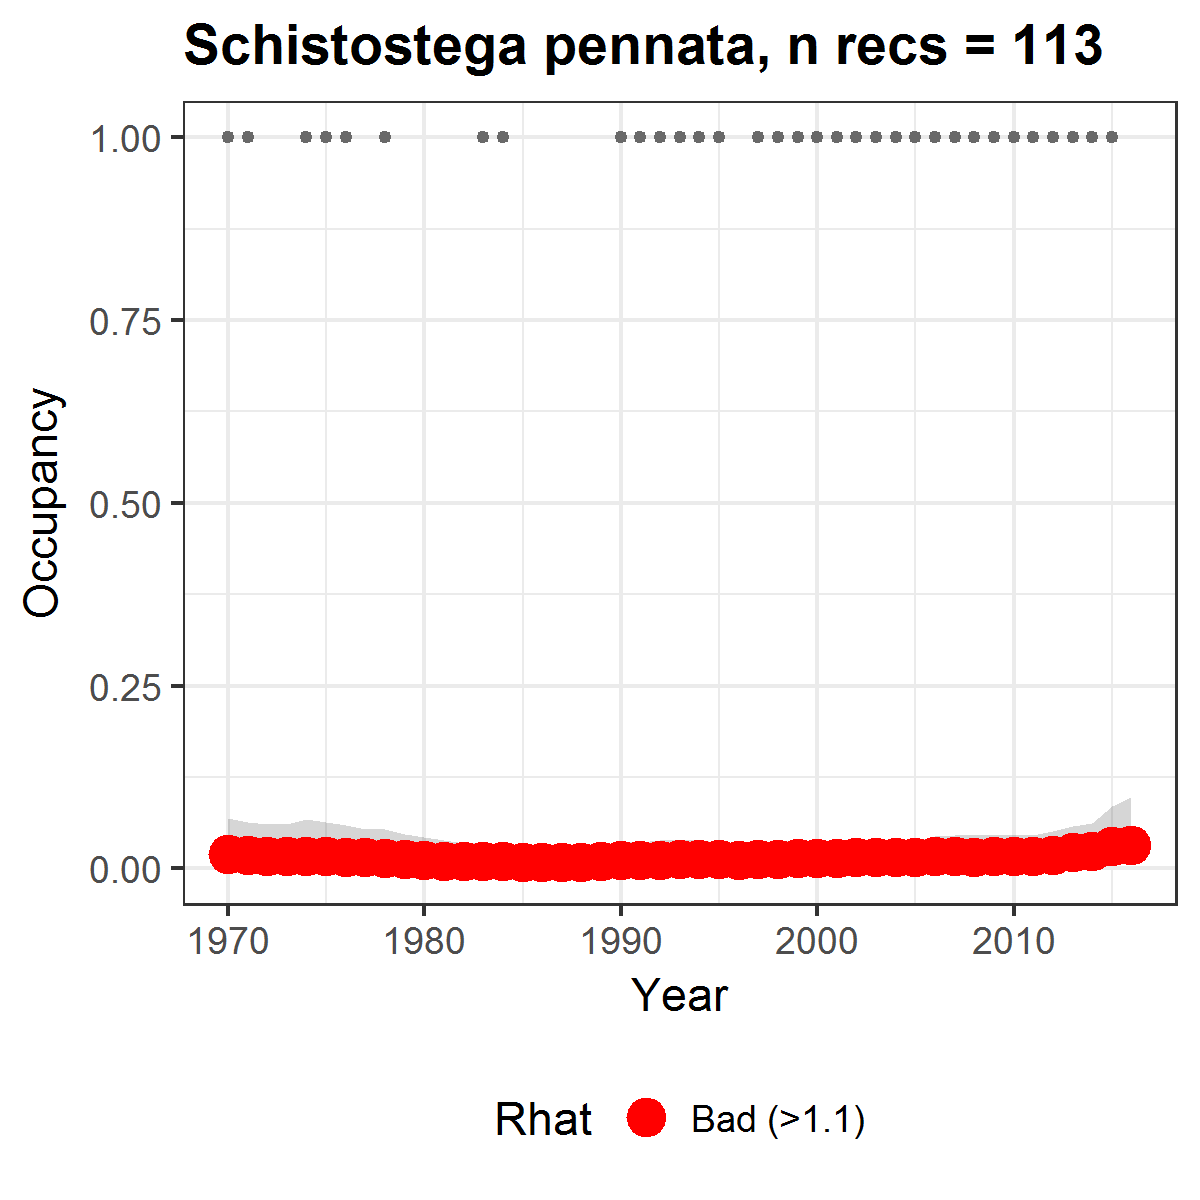 Schistostega pennata, n recs = 113
1.00
0.75
0.50
0.25
0.00
Occupancy
1970 1980 1990 2000 2010
Year
Rhat Bad (>1.1)